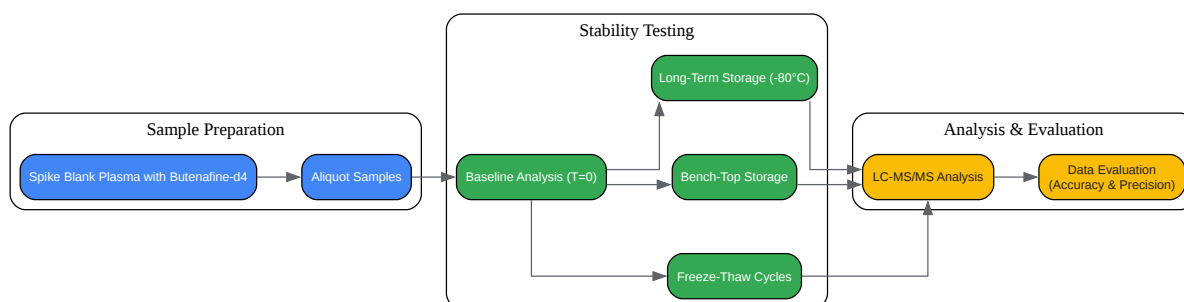 Sample Preparation
Spike Blank Plasma with Butenafine-d4
Aliquot Samples
Stability Testing
Baseline Analysis (T=0)
Long-Term Storage (-80°C)
Bench-Top Storage
Freeze-Thaw Cycles
Analysis & Evaluation
LC-MS/MS Analysis
Data Evaluation
(Accuracy & Precision)